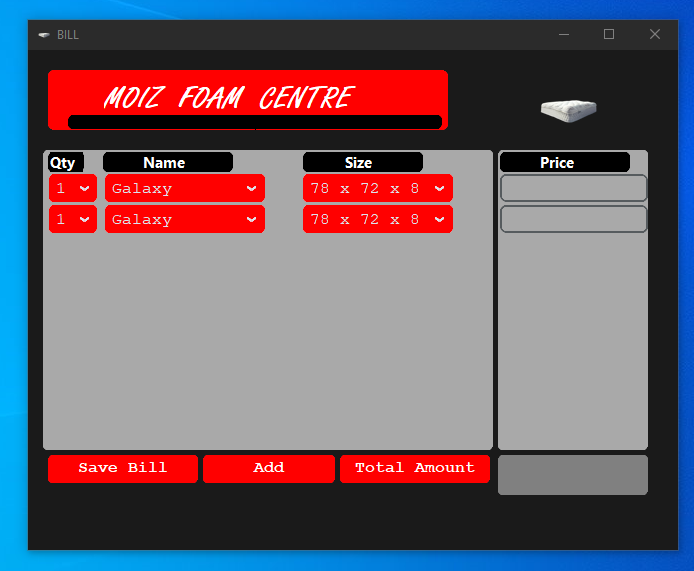 BILL
MOIZ FOAM CENTRE
Qty Name Size Price
1 Galaxy 78 x 72 x 8
1 Galaxy 78 x 72 x 8
Save Bill Add Total Amount